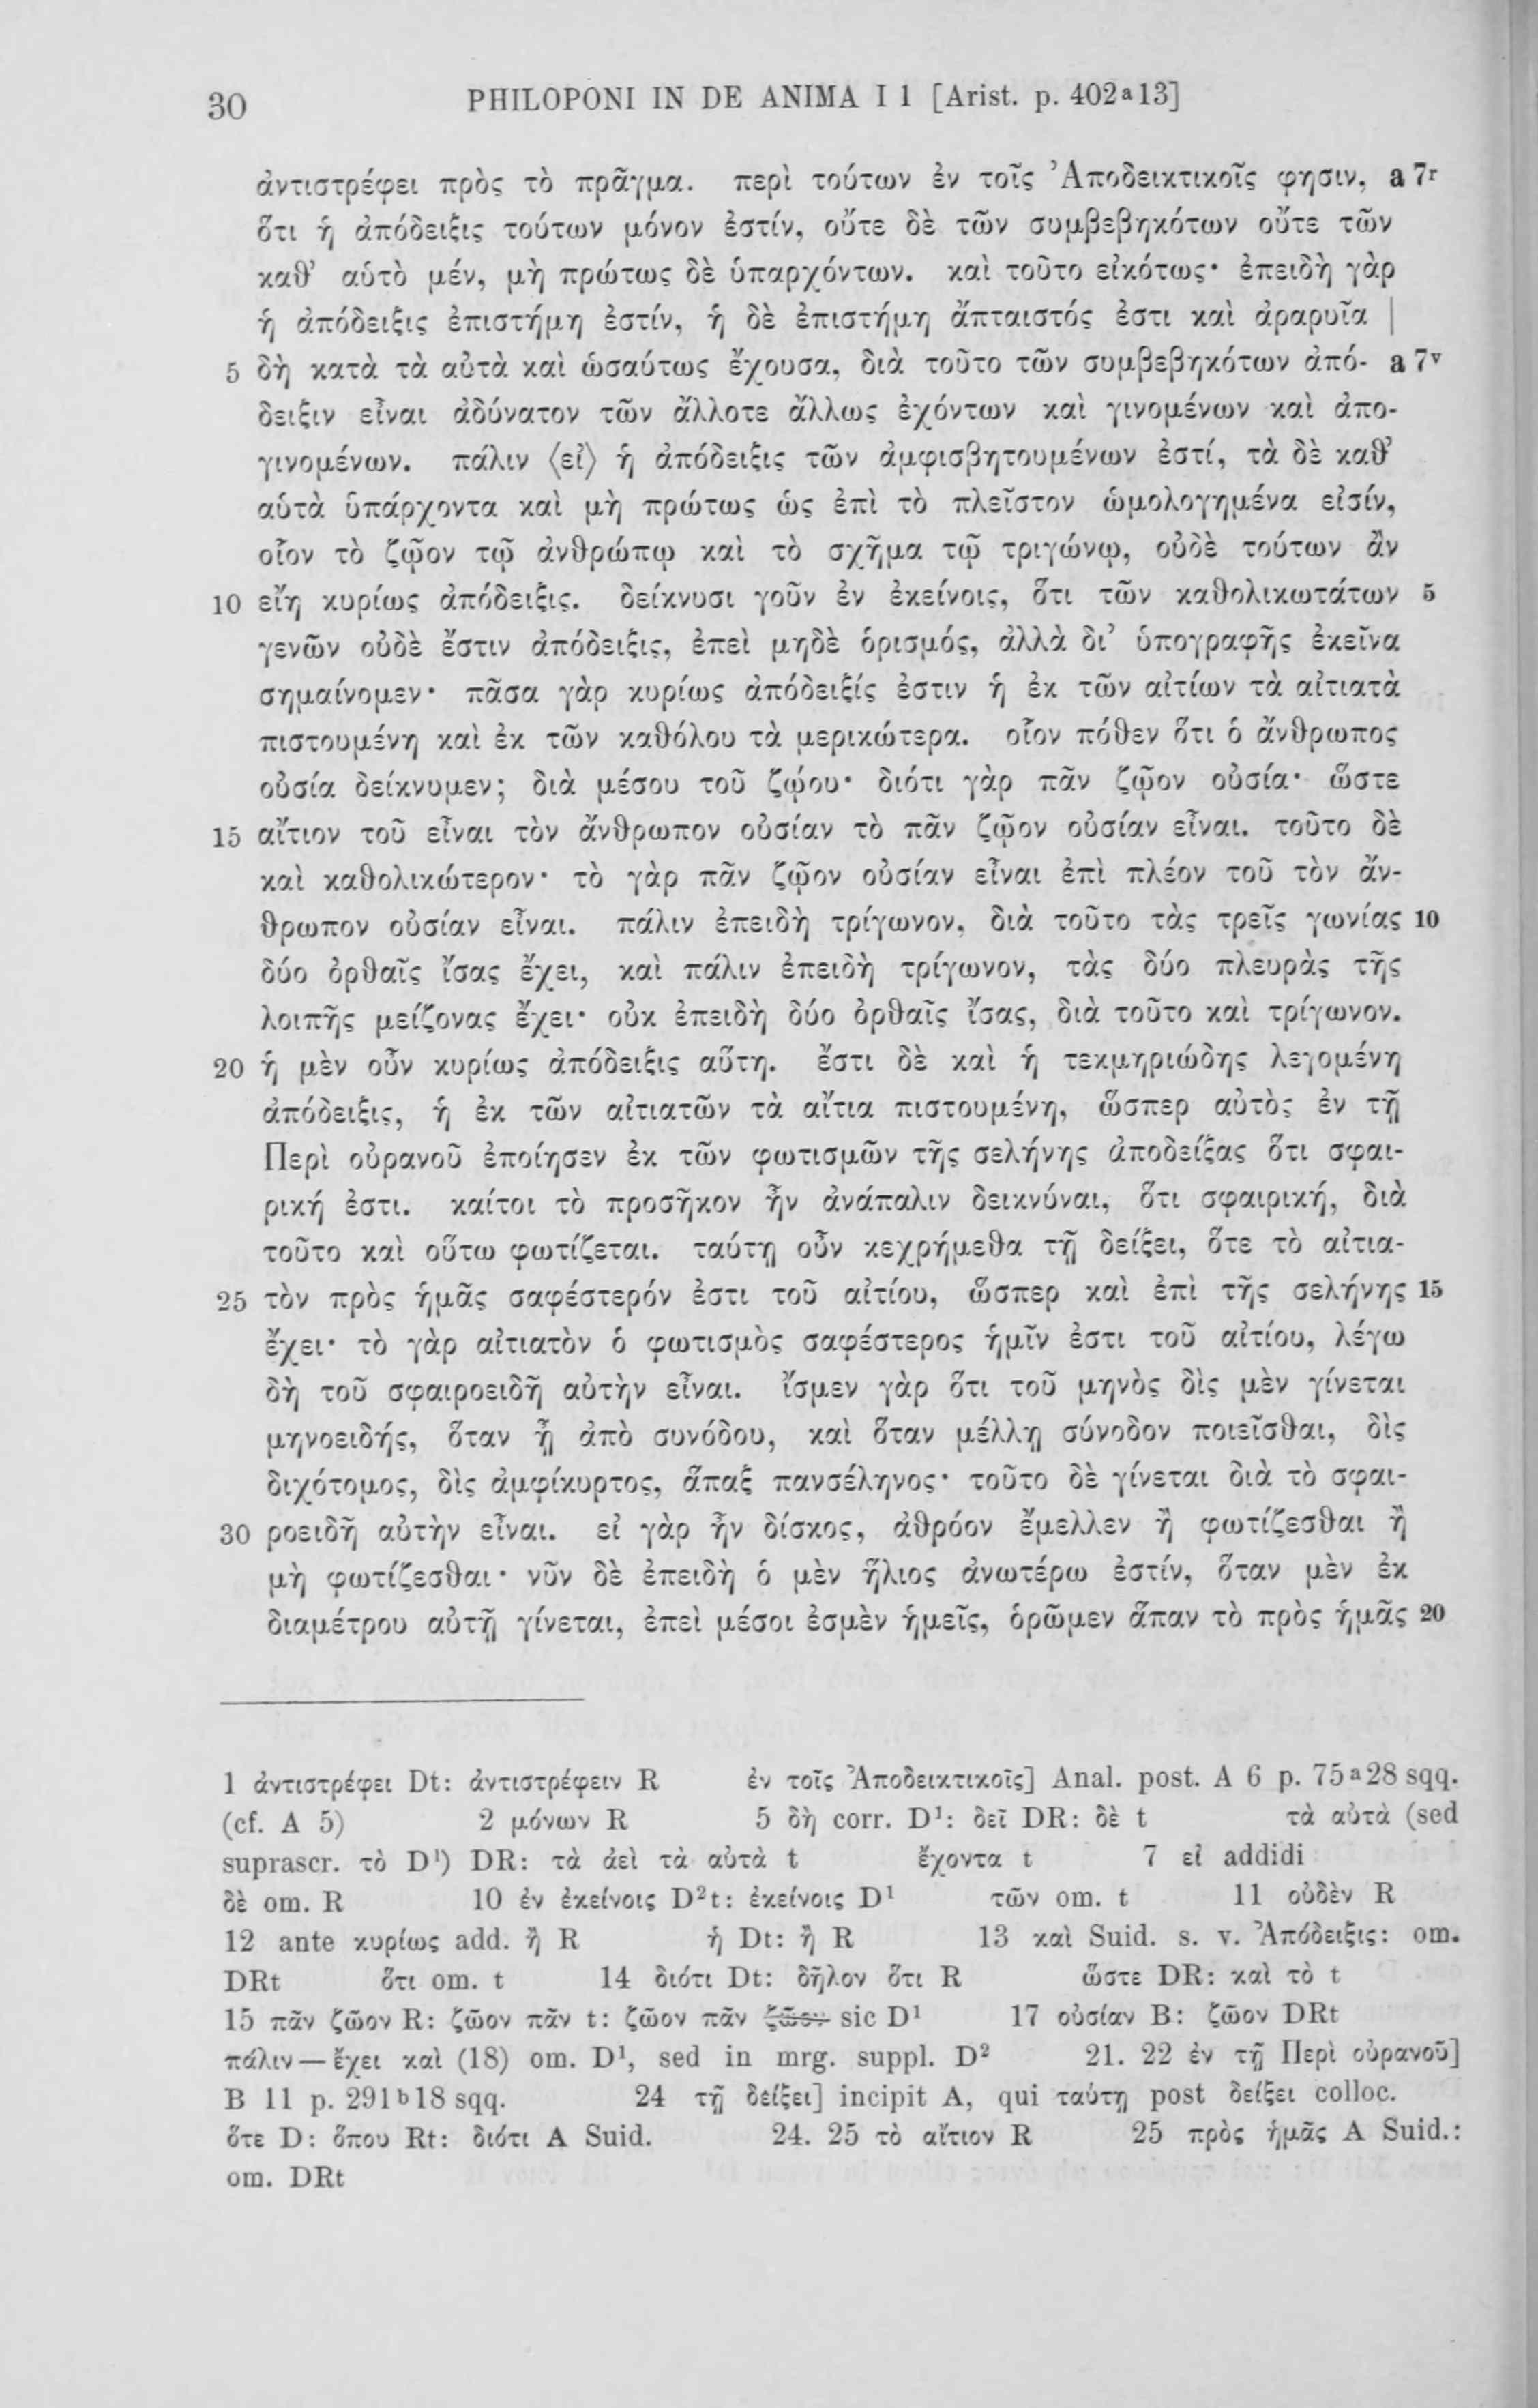 30 PHILOPONI IN DE ANIMA I 1 [Arist. p. 402a13]
ἀντιστρέφει πρὸς τὸ πρᾶγμα. περὶ τούτων ἐν τοῖς Ἀποδεικτικοῖς φησιν, a 7r
ὅτι ἡ ἀπόδειξις τούτων μόνον ἐστίν, οὔτε δὲ τῶν συμβεβηκότων οὔτε τῶν
καθ’ αὑτὸ μέν, μὴ πρώτως δὲ ὑπαρχόντων. καὶ τοῦτο εἰκότως· ἐπειδὴ γὰρ
ἡ ἀπόδειξις ἐπιστήμη ἐστίν, ἡ δὲ ἐπιστήμη ἄπταιστός ἐστι καὶ ἀραρυῖα |
5 δὴ κατὰ τὰ αὐτὰ καὶ ὡσαύτως ἔχουσα, διὰ τοῦτο τῶν συμβεβηκότων ἀπό- a 7v
δειξιν εἶναι ἀδύνατον τῶν ἄλλοτε ἄλλως ἐχόντων καὶ γινομένων καὶ ἀπο-
γινομένων. πάλιν ⟨εἰ⟩ ἡ ἀπόδειξις τῶν ἀμφισβητουμένων ἐστί, τὰ δὲ καθ’
αὑτὰ ὑπάρχοντα καὶ μὴ πρώτως ὡς ἐπὶ τὸ πλεῖστον ὡμολογημένα εἰσίν,
οἷον τὸ ζῷον τῷ ἀνθρώπῳ καὶ τὸ σχῆμα τῷ τριγώνῳ, οὐδὲ τούτων ἂν
10 εἴη κυρίως ἀπόδειξις. δείκνυσι γοῦν ἐν ἐκείνοις, ὅτι τῶν καθολικωτάτων 5
γενῶν οὐδὲ ἔστιν ἀπόδειξις, ἐπεὶ μηδὲ ὁρισμός, ἀλλὰ δι’ ὑπογραφῆς ἐκεῖνα
σημαίνομεν· πᾶσα γὰρ κυρίως ἀπόδειξίς ἐστιν ἡ ἐκ τῶν αἰτίων τὰ αἰτιατὰ
πιστουμένη καὶ ἐκ τῶν καθόλου τὰ μερικώτερα. οἷον πόθεν ὅτι ὁ ἄνθρωπος
οὐσία δείκνυμεν; διὰ μέσου τοῦ ζῴου· διότι γὰρ πᾶν ζῷον οὐσία· ὥστε
15 αἴτιον τοῦ εἶναι τὸν ἄνθρωπον οὐσίαν τὸ πᾶν ζῷον οὐσίαν εἶναι. τοῦτο δὲ
καὶ καθολικώτερον· τὸ γὰρ πᾶν ζῷον οὐσίαν εἶναι ἐπὶ πλέον τοῦ τὸν ἄν-
θρωπον οὐσίαν εἶναι. πάλιν ἐπειδὴ τρίγωνον, διὰ τοῦτο τὰς τρεῖς γωνίας 10
δύο ὀρθαῖς ἴσας ἔχει, καὶ πάλιν ἐπειδὴ τρίγωνον, τὰς δύο πλευρὰς τῆς
λοιπῆς μείζονας ἔχει· οὐκ ἐπειδὴ δύο ὀρθαῖς ἴσας, διὰ τοῦτο καὶ τρίγωνον.
20 ἡ μὲν οὖν κυρίως ἀπόδειξις αὕτη. ἔστι δὲ καὶ ἡ τεκμηριώδης λεγομένη
ἀπόδειξις, ἡ ἐκ τῶν αἰτιατῶν τὰ αἴτια πιστουμένη, ὥσπερ αὐτὸς ἐν τῇ
Περὶ οὐρανοῦ ἐποίησεν ἐκ τῶν φωτισμῶν τῆς σελήνης ἀποδείξας ὅτι σφαι-
ρική ἐστι. καίτοι τὸ προσῆκον ἦν ἀνάπαλιν δεικνύναι, ὅτι σφαιρική, διὰ
τοῦτο καὶ οὕτω φωτίζεται. ταύτῃ οὖν κεχρήμεθα τῇ δείξει, ὅτε τὸ αἰτια-
25 τὸν πρὸς ἡμᾶς σαφέστερόν ἐστι τοῦ αἰτίου, ὥσπερ καὶ ἐπὶ τῆς σελήνης 15
ἔχει· τὸ γὰρ αἰτιατὸν ὁ φωτισμὸς σαφέστερος ἡμῖν ἐστι τοῦ αἰτίου, λέγω
δὴ τοῦ σφαιροειδῆ αὐτὴν εἶναι. ἴσμεν γὰρ ὅτι τοῦ μηνὸς δὶς μὲν γίνεται
μηνοειδής, ὅταν ᾖ ἀπὸ συνόδου, καὶ ὅταν μέλλῃ σύνοδον ποιεῖσθαι, δὶς
διχότομος, δὶς ἀμφίκυρτος, ἅπαξ πανσέληνος· τοῦτο δὲ γίνεται διὰ τὸ σφαι-
30 ροειδῆ αὐτὴν εἶναι. εἰ γὰρ ἦν δίσκος, ἀθρόον ἔμελλεν ἢ φωτίζεσθαι ἢ
μὴ φωτίζεσθαι· νῦν δὲ ἐπειδὴ ὁ μὲν ἥλιος ἀνωτέρω ἐστίν, ὅταν μὲν ἐκ
διαμέτρου αὐτῇ γίνεται, ἐπεὶ μέσοι ἐσμὲν ἡμεῖς, ὁρῶμεν ἅπαν τὸ πρὸς ἡμᾶς 20
1 ἀντιστρέφει Dt: ἀντιστρέφειν R ἐν τοῖς Ἀποδεικτικοῖς] Anal. post. A 6 p. 75a28 sqq.
(cf. A 5) 2 μόνων R 5 δὴ corr. D1: δεῖ DR: δὲ t τὰ αὐτὰ (sed
suprascr. τὸ D1) DR: τὰ ἀεὶ τὰ αὐτὰ t ἔχοντα t 7 εἰ addidi
δὲ om. R 10 ἐν ἐκείνοις D2t: ἐκείνοις D1 τῶν om. t 11 οὐδὲν R
12 ante κυρίως add. ἢ R ἡ Dt: ἢ R 13 καὶ Suid. s. v. Ἀπόδειξις: om.
DRt ὅτι om. t 14 διότι Dt: δῆλον ὅτι R ὥστε DR: καὶ τὸ t
15 πᾶν ζῶον R: ζῶον πᾶν t: ζῶον πᾶν ζῶον sic D1 17 οὐσίαν B: ζῶον DRt
πάλιν — ἔχει καὶ (18) om. D1, sed in mrg. suppl. D2 21. 22 ἐν τῇ Περὶ οὐρανοῦ]
B 11 p. 291b18 sqq. 24 τῇ δείξει] incipit A, qui ταύτῃ post δείξει colloc.
ὅτε D: ὅπου Rt: διότι A Suid. 24. 25 τὸ αἴτιον R 25 πρὸς ἡμᾶς A Suid.:
om. DRt